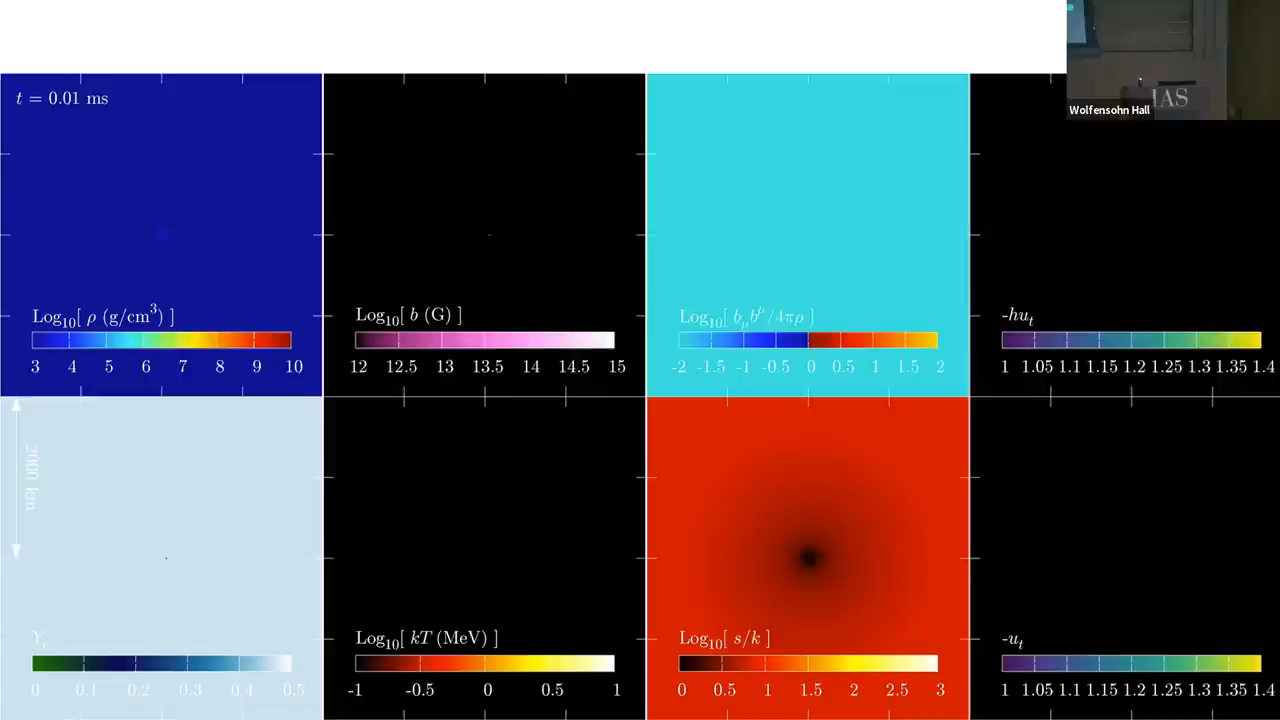 IAS
Wolfensohn Hall
t = 0.01 ms
Log₁₀[ ρ (g/cm³) ]
3 4 5 6 7 8 9 10
Log₁₀[ b (G) ]
12 12.5 13 13.5 14 14.5 15
Log₁₀[ bμb^μ/4πρ ]
-2 -1.5 -1 -0.5 0 0.5 1 1.5 2
-huₜ
1 1.05 1.1 1.15 1.2 1.25 1.3 1.35 1.4
2000 km
Yₑ
0 0.1 0.2 0.3 0.4 0.5
Log₁₀[ kT (MeV) ]
-1 -0.5 0 0.5 1
Log₁₀[ s/k ]
0 0.5 1 1.5 2 2.5 3
-uₜ
1 1.05 1.1 1.15 1.2 1.25 1.3 1.35 1.4